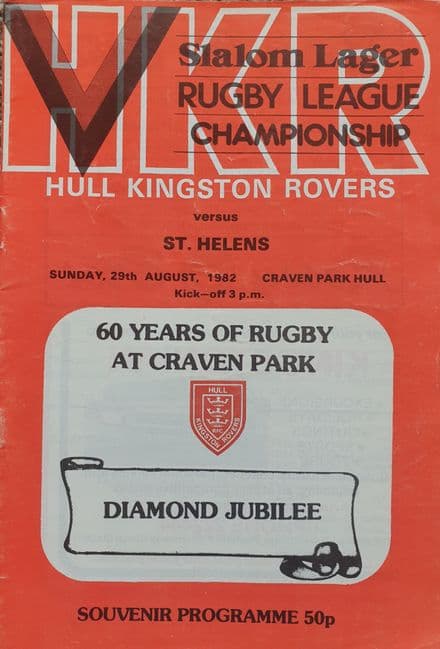 HKR
Slalom Lager
RUGBY LEAGUE
CHAMPIONSHIP
HULL KINGSTON ROVERS
versus
ST. HELENS
SUNDAY, 29th AUGUST, 1982 CRAVEN PARK HULL
Kick-off 3 p.m.
60 YEARS OF RUGBY
AT CRAVEN PARK
HULL
R.F.C.
KINGSTON ROVERS
DIAMOND JUBILEE
SOUVENIR PROGRAMME 50p